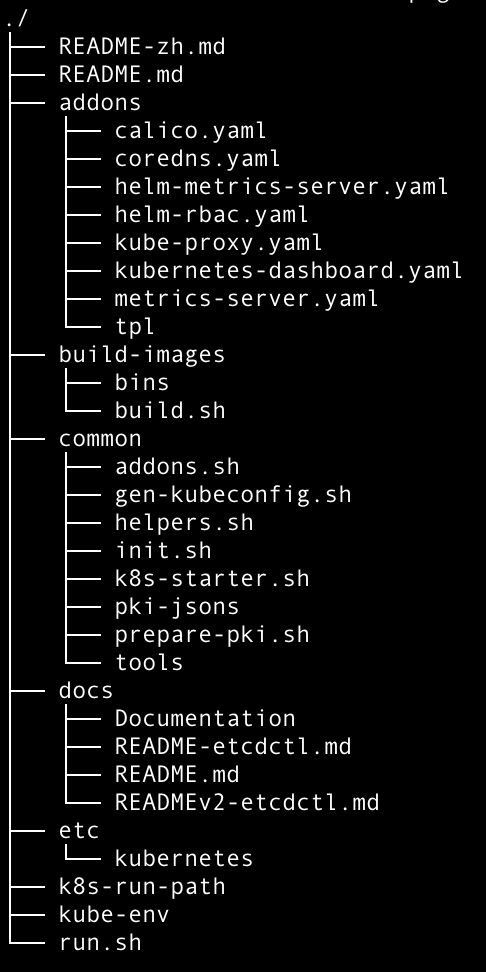 ./
├── README-zh.md
├── README.md
├── addons
│   ├── calico.yaml
│   ├── coredns.yaml
│   ├── helm-metrics-server.yaml
│   ├── helm-rbac.yaml
│   ├── kube-proxy.yaml
│   ├── kubernetes-dashboard.yaml
│   ├── metrics-server.yaml
│   └── tpl
├── build-images
│   ├── bins
│   └── build.sh
├── common
│   ├── addons.sh
│   ├── gen-kubeconfig.sh
│   ├── helpers.sh
│   ├── init.sh
│   ├── k8s-starter.sh
│   ├── pki-jsons
│   ├── prepare-pki.sh
│   └── tools
├── docs
│   ├── Documentation
│   ├── README-etcdctl.md
│   ├── README.md
│   └── READMEv2-etcdctl.md
├── etc
│   └── kubernetes
├── k8s-run-path
├── kube-env
└── run.sh